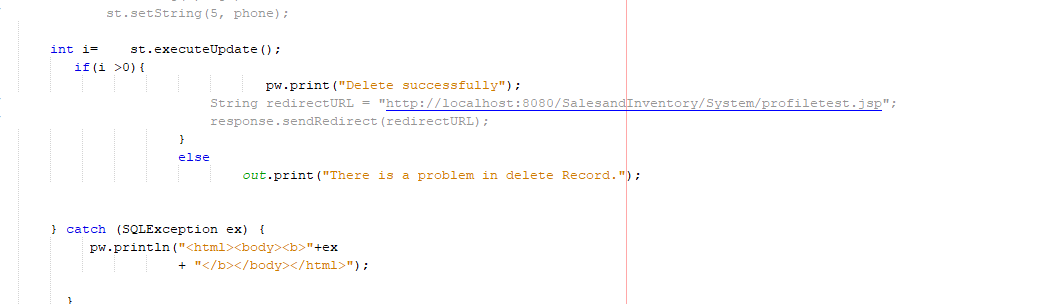 st.setString(5, phone);
int i=    st.executeUpdate();
if(i >0){
pw.print("Delete successfully");
String redirectURL = "http://localhost:8080/SalesandInventory/System/profiletest.jsp";
response.sendRedirect(redirectURL);
}
else
out.print("There is a problem in delete Record.");
} catch (SQLException ex) {
pw.println("<html><body><b>"+ex
+ "</b></body></html>");
}